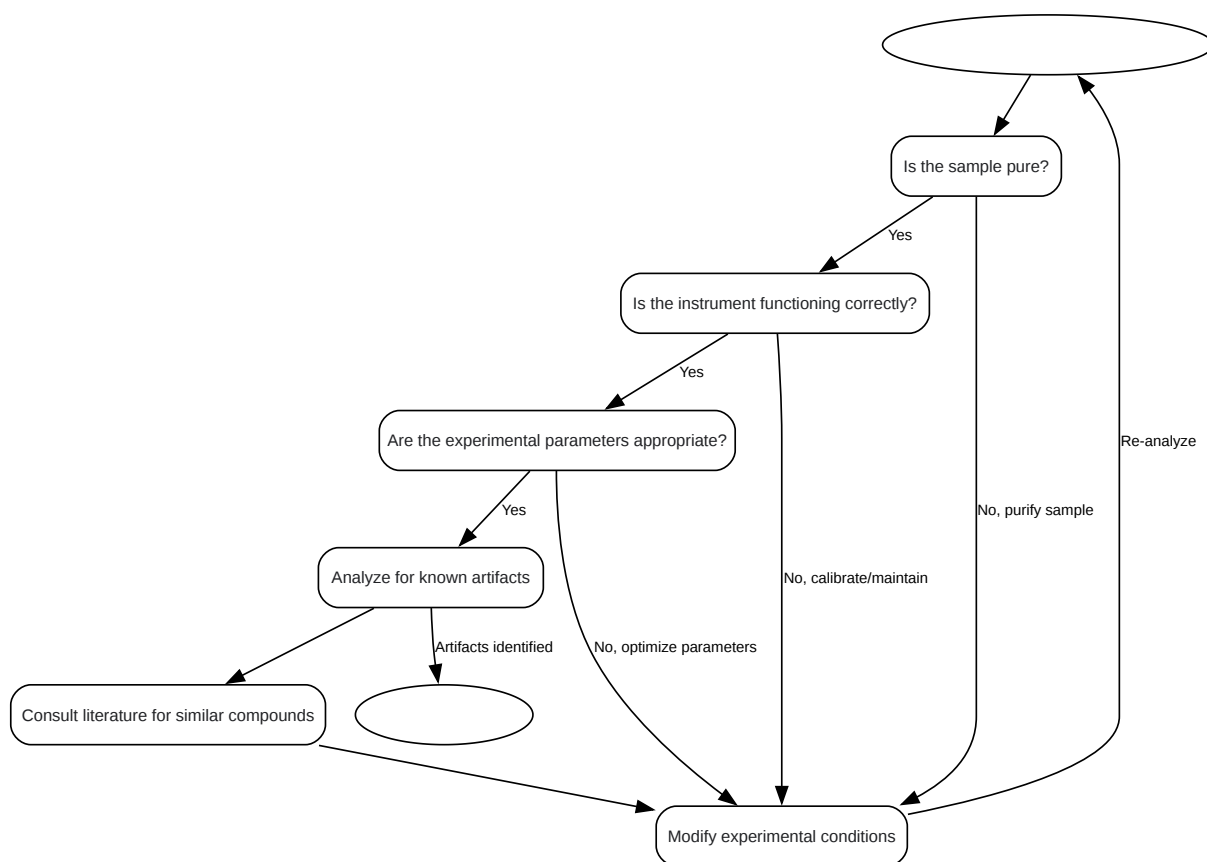 Is the sample pure?
Yes
Is the instrument functioning correctly?
Yes
Are the experimental parameters appropriate?
Re-analyze
Yes
No, purify sample
Analyze for known artifacts
No, calibrate/maintain
Artifacts identified
No, optimize parameters
Consult literature for similar compounds
Modify experimental conditions